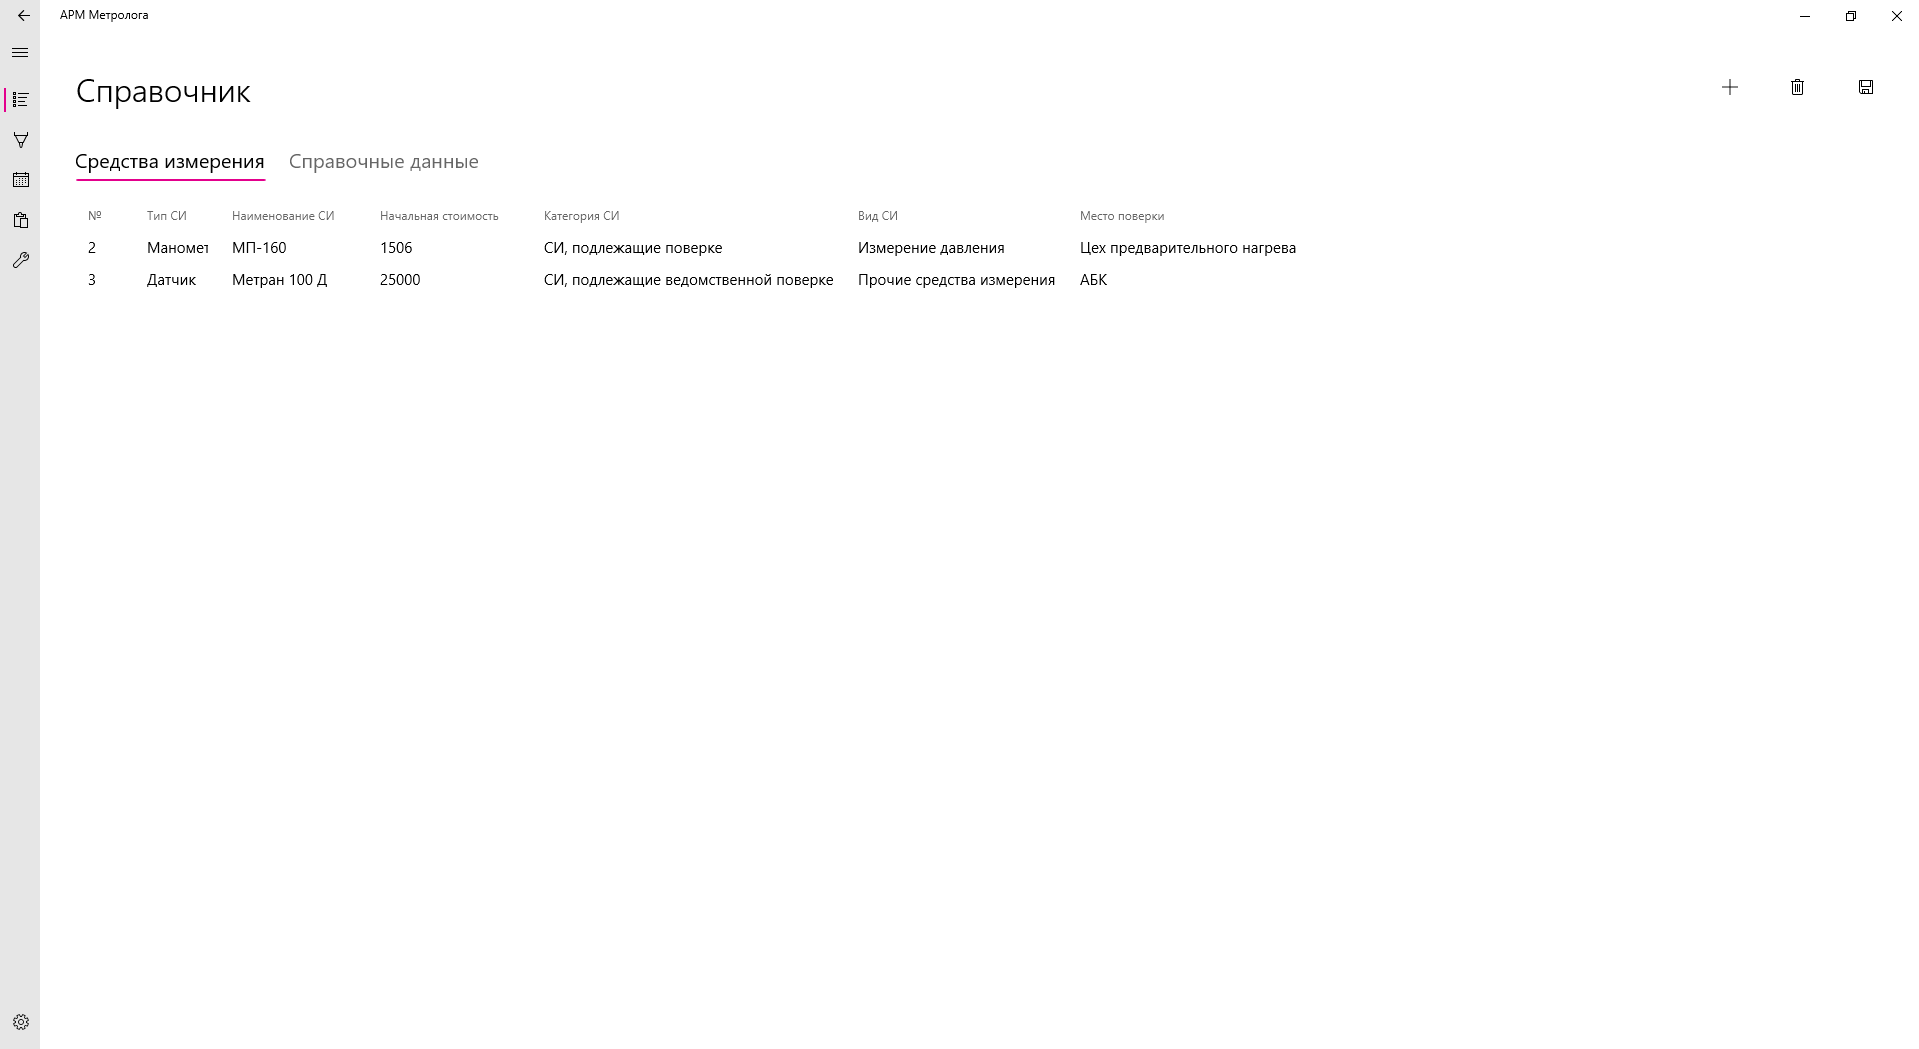 АРМ Метролога
Справочник
Средства измерения Справочные данные
№ Тип СИ Наименование СИ Начальная стоимость Категория СИ Вид СИ Место поверки
2 Маномет МП-160 1506 СИ, подлежащие поверке Измерение давления Цех предварительного нагрева
3 Датчик Метран 100 Д 25000 СИ, подлежащие ведомственной поверке Прочие средства измерения АБК